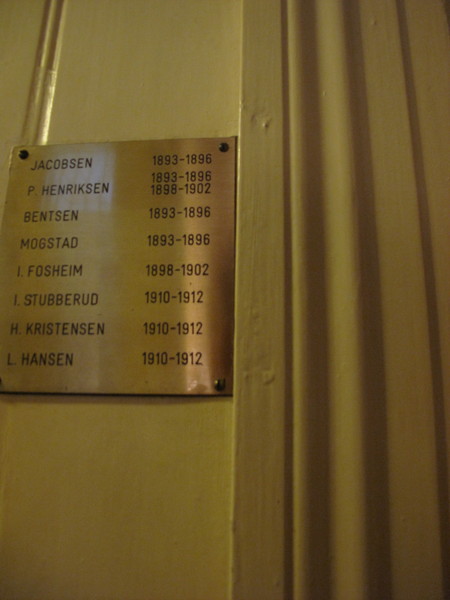 JACOBSEN 1893-1896
1893-1896
P. HENRIKSEN 1898-1902
BENTSEN 1893-1896
MOGSTAD 1893-1896
I. FOSHEIM 1898-1902
I. STUBBERUD 1910-1912
H. KRISTENSEN 1910-1912
L. HANSEN 1910-1912